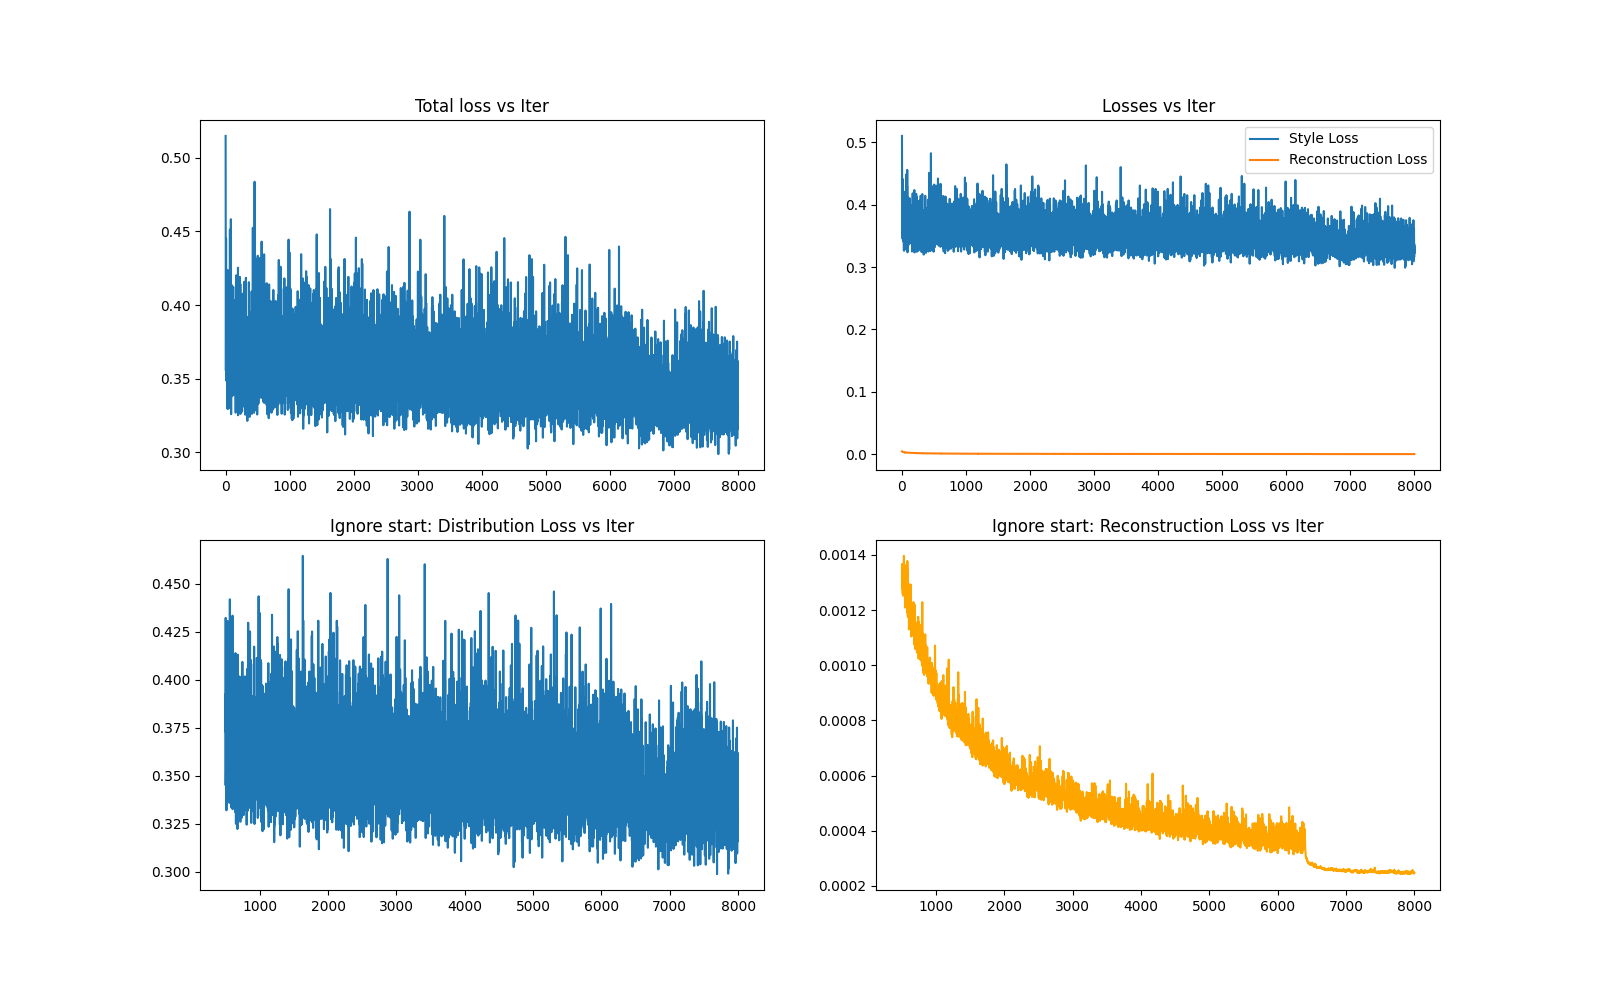 Total loss vs Iter
0.50
0.45
0.40
0.35
0.30
0 1000 2000 3000 4000 5000 6000 7000 8000
Losses vs Iter
Style Loss
Reconstruction Loss
0.5
0.4
0.3
0.2
0.1
0.0
0 1000 2000 3000 4000 5000 6000 7000 8000
Ignore start: Distribution Loss vs Iter
0.450
0.425
0.400
0.375
0.350
0.325
0.300
1000 2000 3000 4000 5000 6000 7000 8000
Ignore start: Reconstruction Loss vs Iter
0.0014
0.0012
0.0010
0.0008
0.0006
0.0004
0.0002
1000 2000 3000 4000 5000 6000 7000 8000